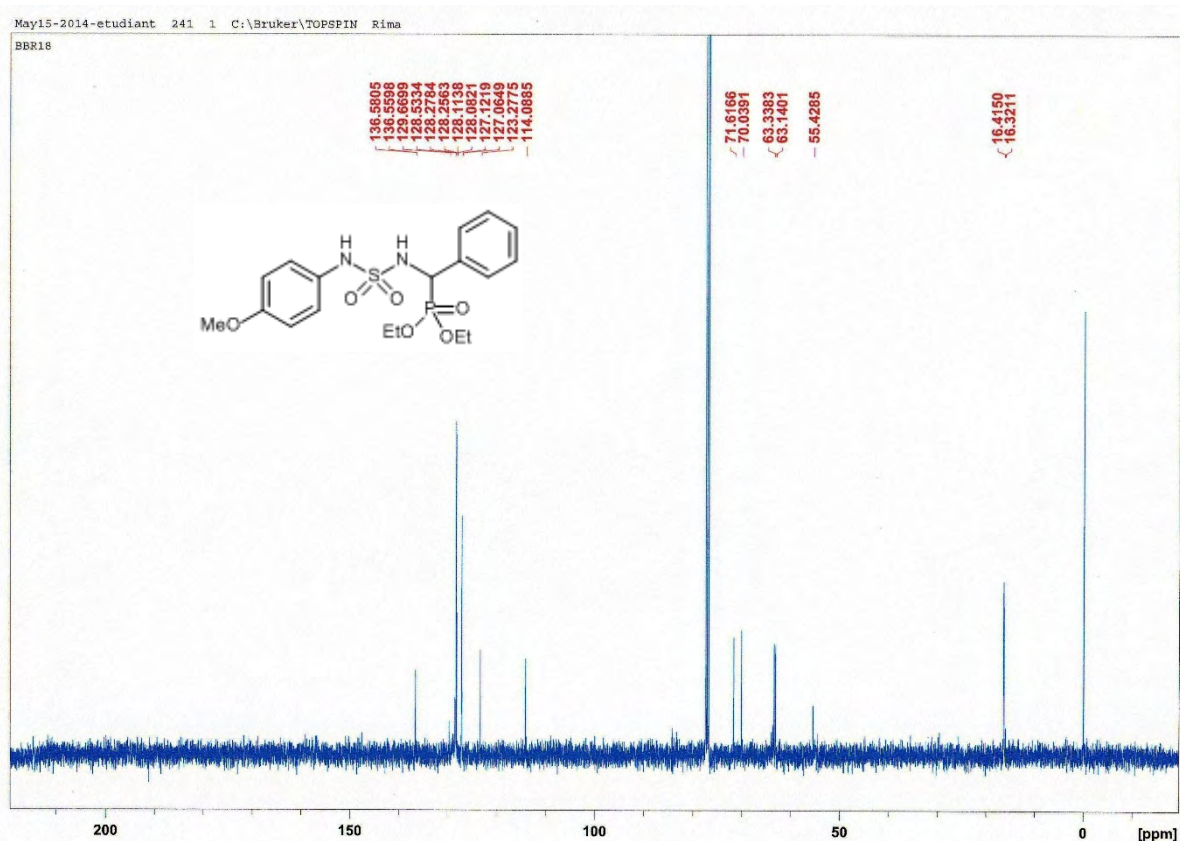 May15-2014-etudiant 241 1 C:\Bruker\TOPSPIN Rima
BBR18
136.5805
136.5598
129.6699
128.5334
128.2784
128.2563
128.1138
128.0821
127.1219
127.0649
123.2775
114.0885
71.6166
70.0391
63.3383
63.1401
55.4285
16.4150
16.3211
H
N
S
O
O
H
N
P
O
EtO
OEt
MeO
200
150
100
50
0
[ppm]